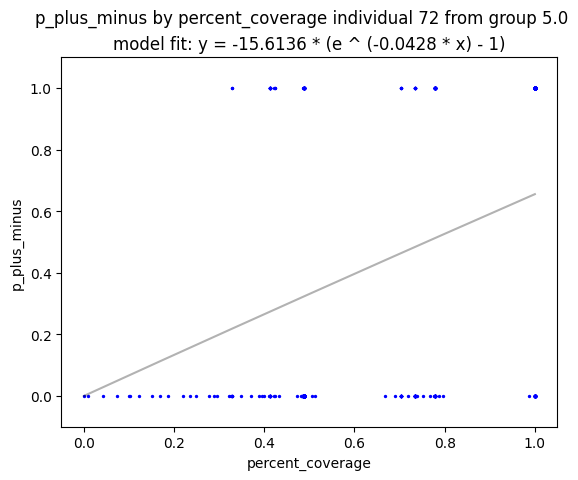 p_plus_minus by percent_coverage individual 72 from group 5.0
model fit: y = -15.6136 * (e ^ (-0.0428 * x) - 1)
p_plus_minus
1.0
0.8
0.6
0.4
0.2
0.0
0.0 0.2 0.4 0.6 0.8 1.0
percent_coverage